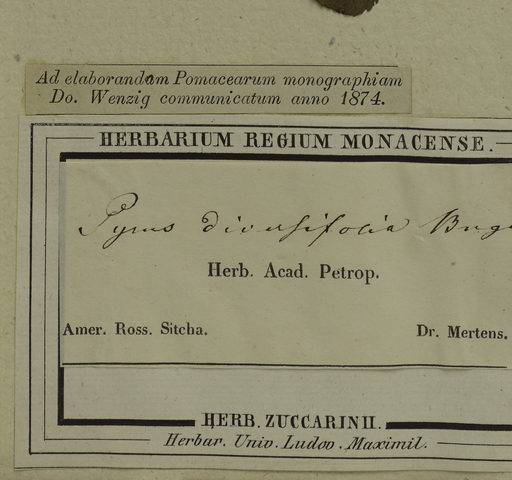 Ad elaborandam Pomacearum monographiam
Do. Wenzig communicatum anno 1874.
HERBARIUM REGIUM MONACENSE.
Pyrus diversifolia Bng
Herb. Acad. Petrop.
Amer. Ross. Sitcha.
Dr. Mertens.
HERB. ZUCCARINII.
Herbar. Univ. Ludov. Maximil.